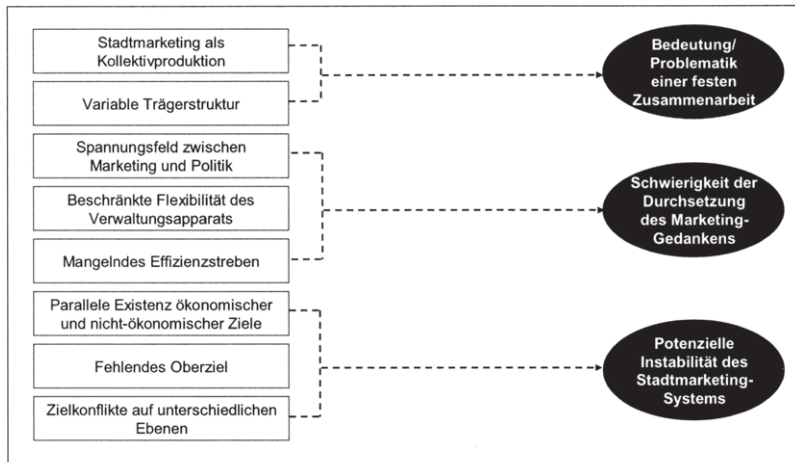 Stadtmarketing als
Kollektivproduktion
Variable Trägerstruktur
Bedeutung/
Problematik
einer festen
Zusammenarbeit
Spannungsfeld zwischen
Marketing und Politik
Beschränkte Flexibilität des
Verwaltungsapparats
Mangelndes Effizienzstreben
Schwierigkeit der
Durchsetzung
des Marketing-
Gedankens
Parallele Existenz ökonomischer
und nicht-ökonomischer Ziele
Fehlendes Oberziel
Zielkonflikte auf unterschiedlichen
Ebenen
Potenzielle
Instabilität des
Stadtmarketing-
Systems